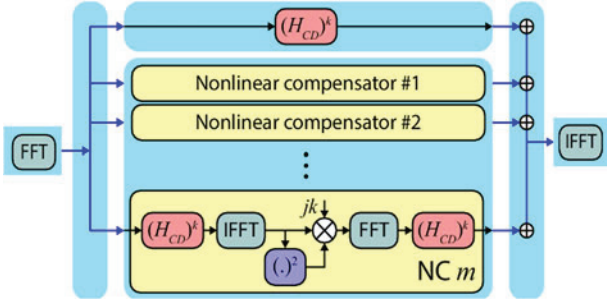 (H_CD)^k
Nonlinear compensator #1
Nonlinear compensator #2
⋮
FFT
IFFT
jk
(H_CD)^k
IFFT
FFT
(H_CD)^k
(.)²
NC m